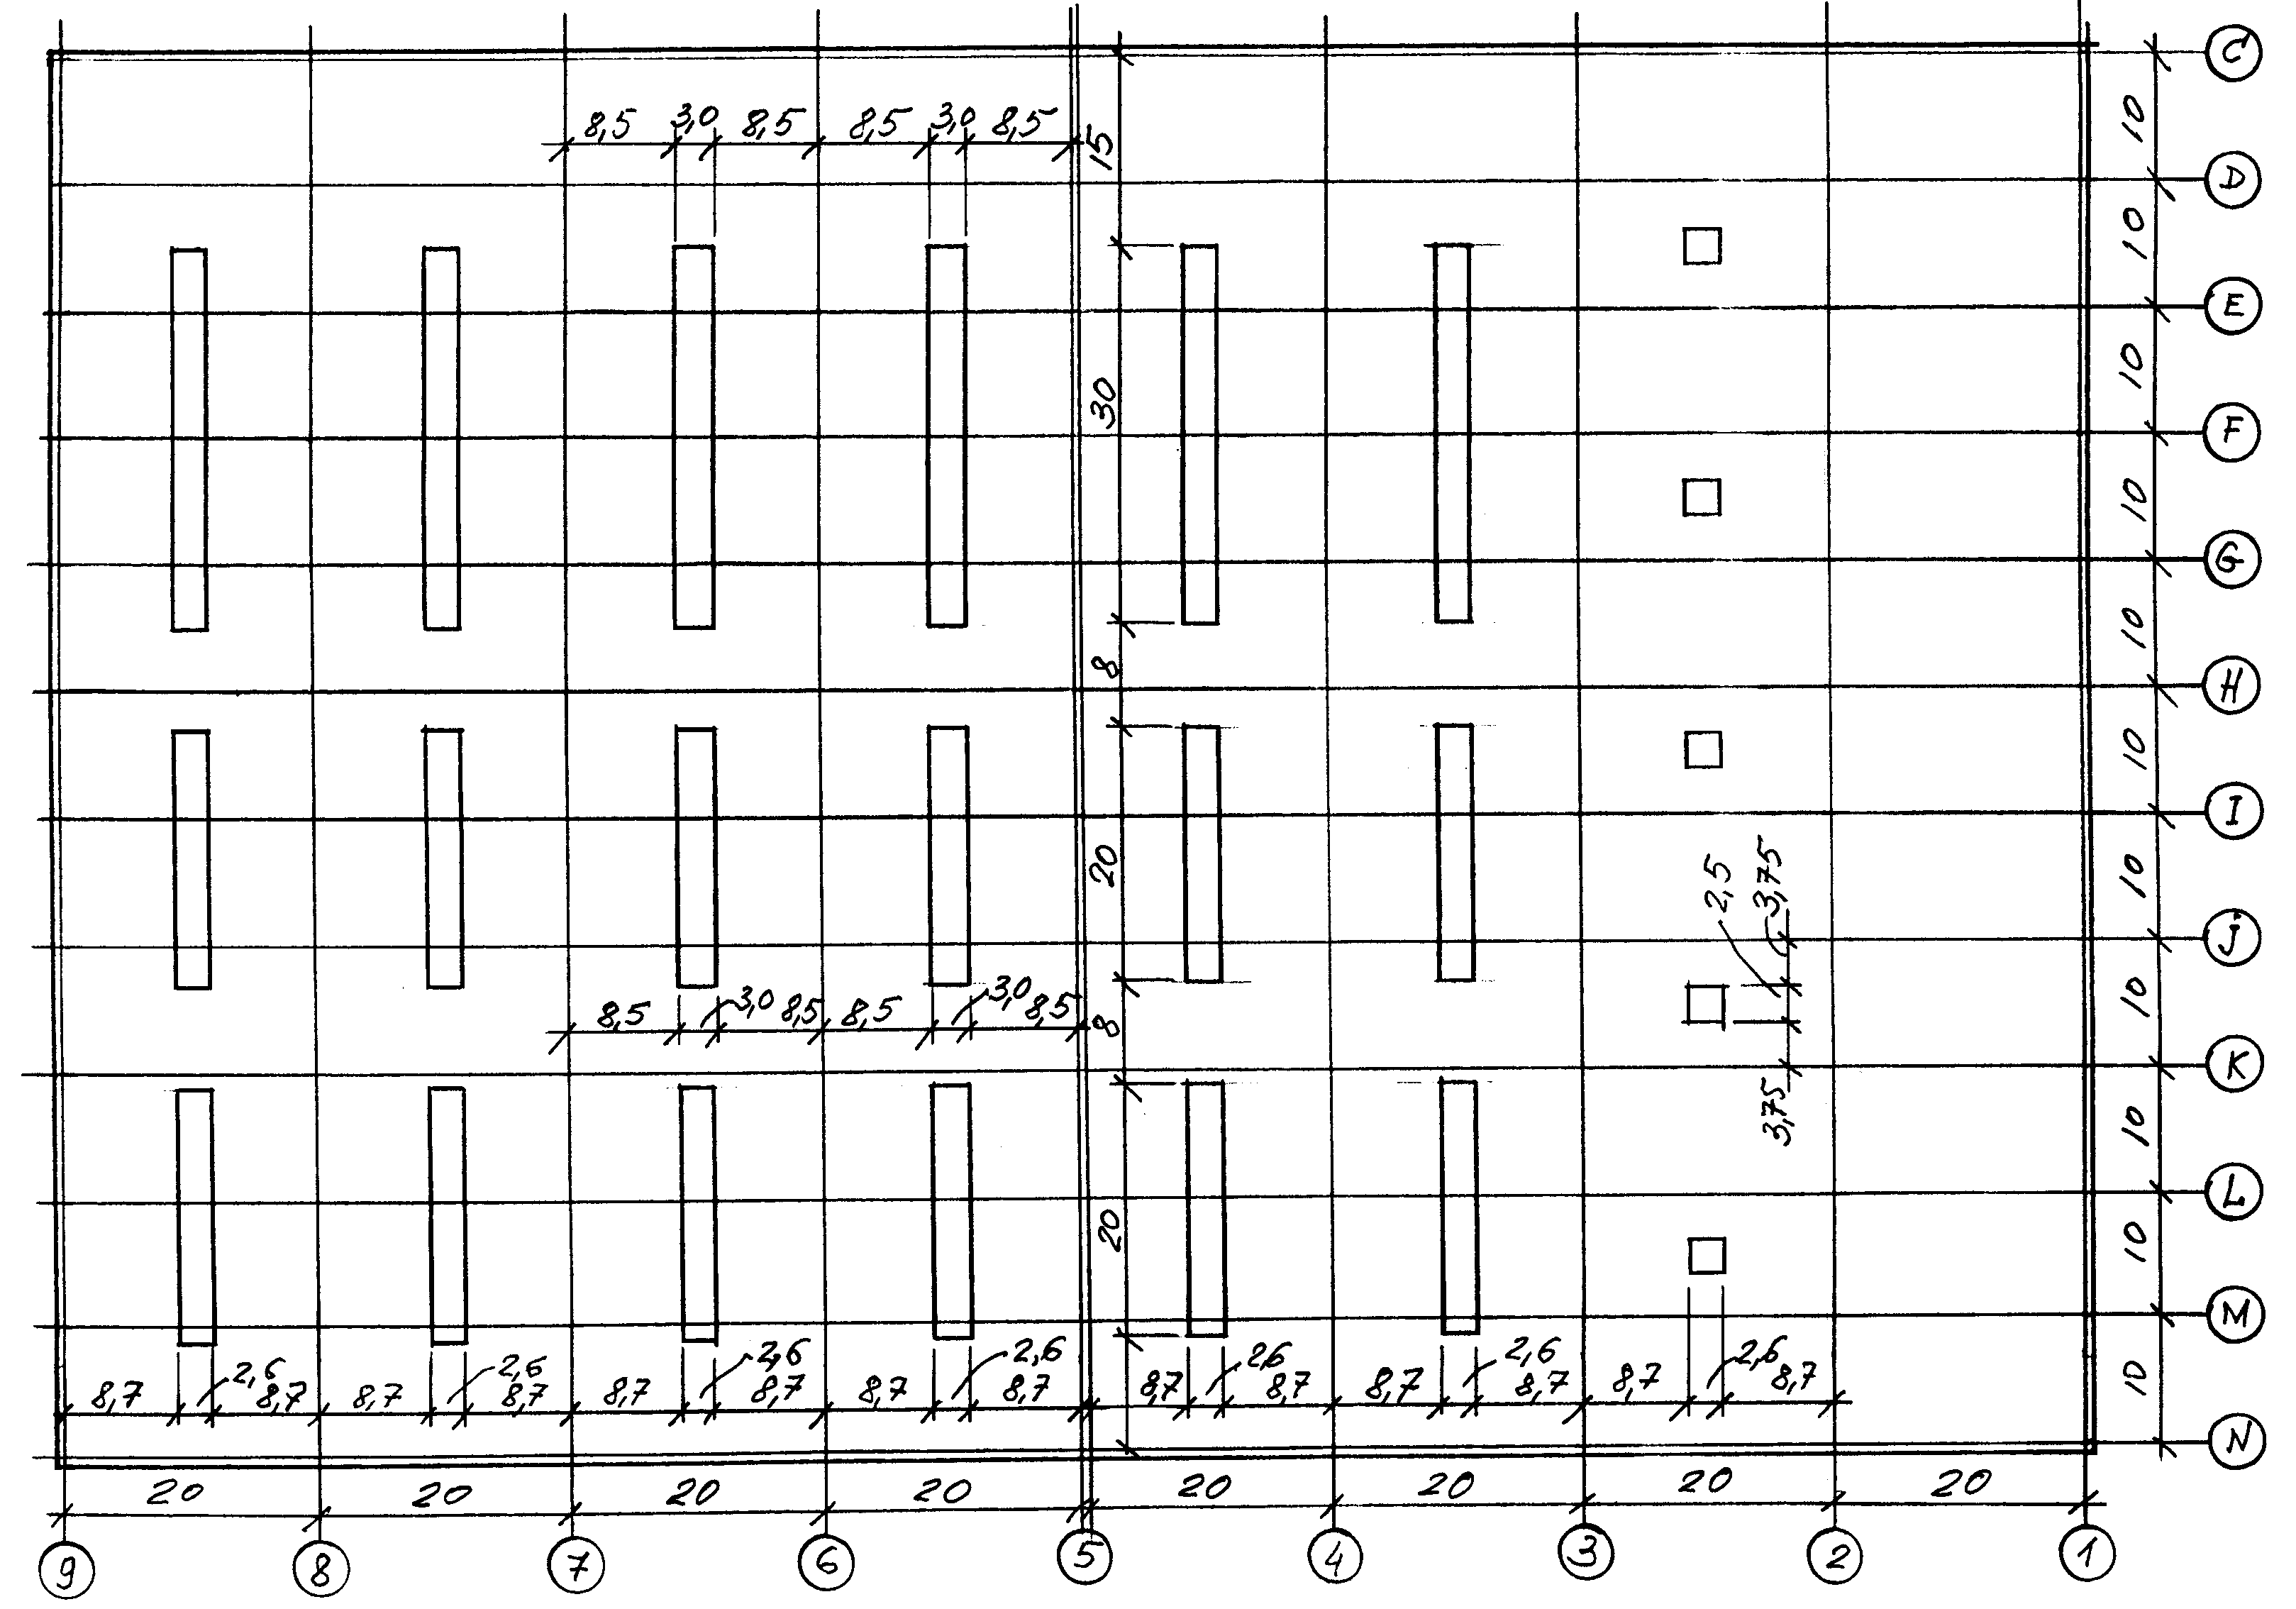 C
8,5 3,0 8,5 8,5 3,0 8,5
15
10
D
10
E
30
10
F
10
G
10
8
H
10
I
20
2,5
3,75
10
J
8,5 3,0 8,5 8,5 3,0 8,5
8
10
K
3,75
10
L
20
10
M
2,6 2,6 2,6 2,6 2,6 2,6 2,6
8,7 8,7 8,7 8,7 8,7 8,7 8,7 8,7 8,7 8,7 8,7 8,7 8,7 8,7
10
N
20 20 20 20 20 20 20 20
9 8 7 6 5 4 3 2 1